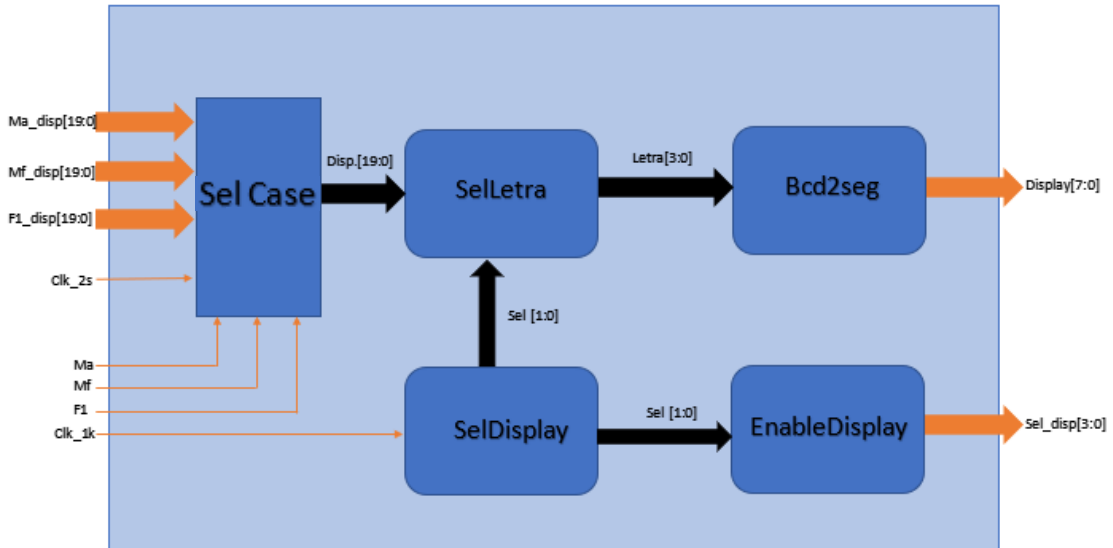 Ma_disp[19:0]
Mf_disp[19:0]
F1_disp[19:0]
Clk_2s
Ma
Mf
F1
Clk_1k
Sel Case
Disp.[19:0]
SelLetra
Letra[3:0]
Bcd2seg
Display[7:0]
Sel [1:0]
SelDisplay
Sel [1:0]
EnableDisplay
Sel_disp[3:0]